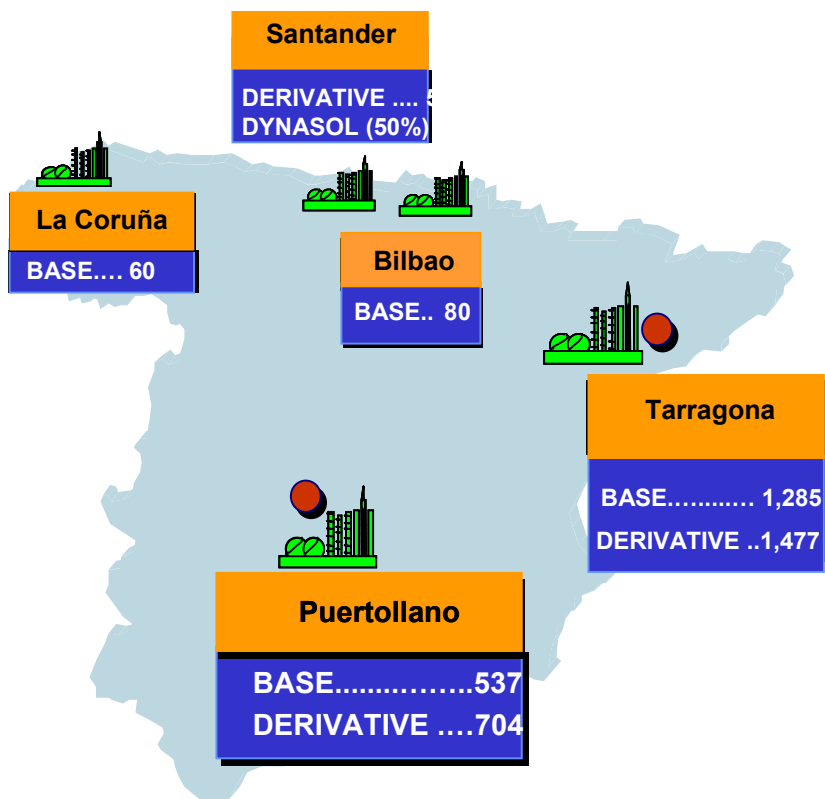 Santander
DERIVATIVE ....
DYNASOL (50%)
La Coruña
BASE.... 60
Bilbao
BASE.. 80
Tarragona
BASE........... 1,285
DERIVATIVE ..1,477
Puertollano
BASE...............537
DERIVATIVE ....704